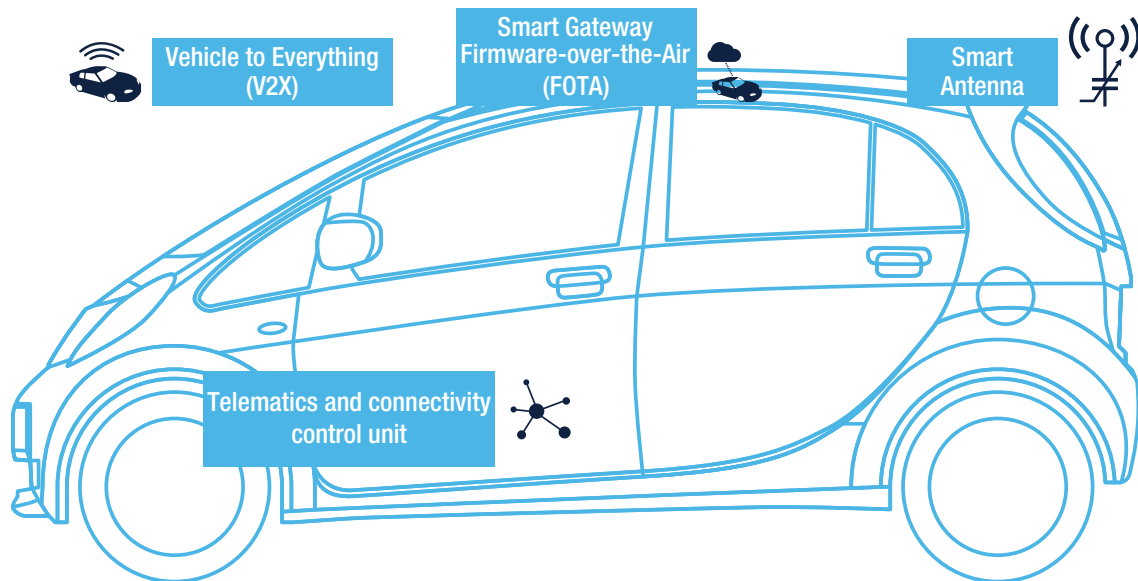 Vehicle to Everything
(V2X)
Smart Gateway
Firmware-over-the-Air
(FOTA)
Smart
Antenna
Telematics and connectivity
control unit